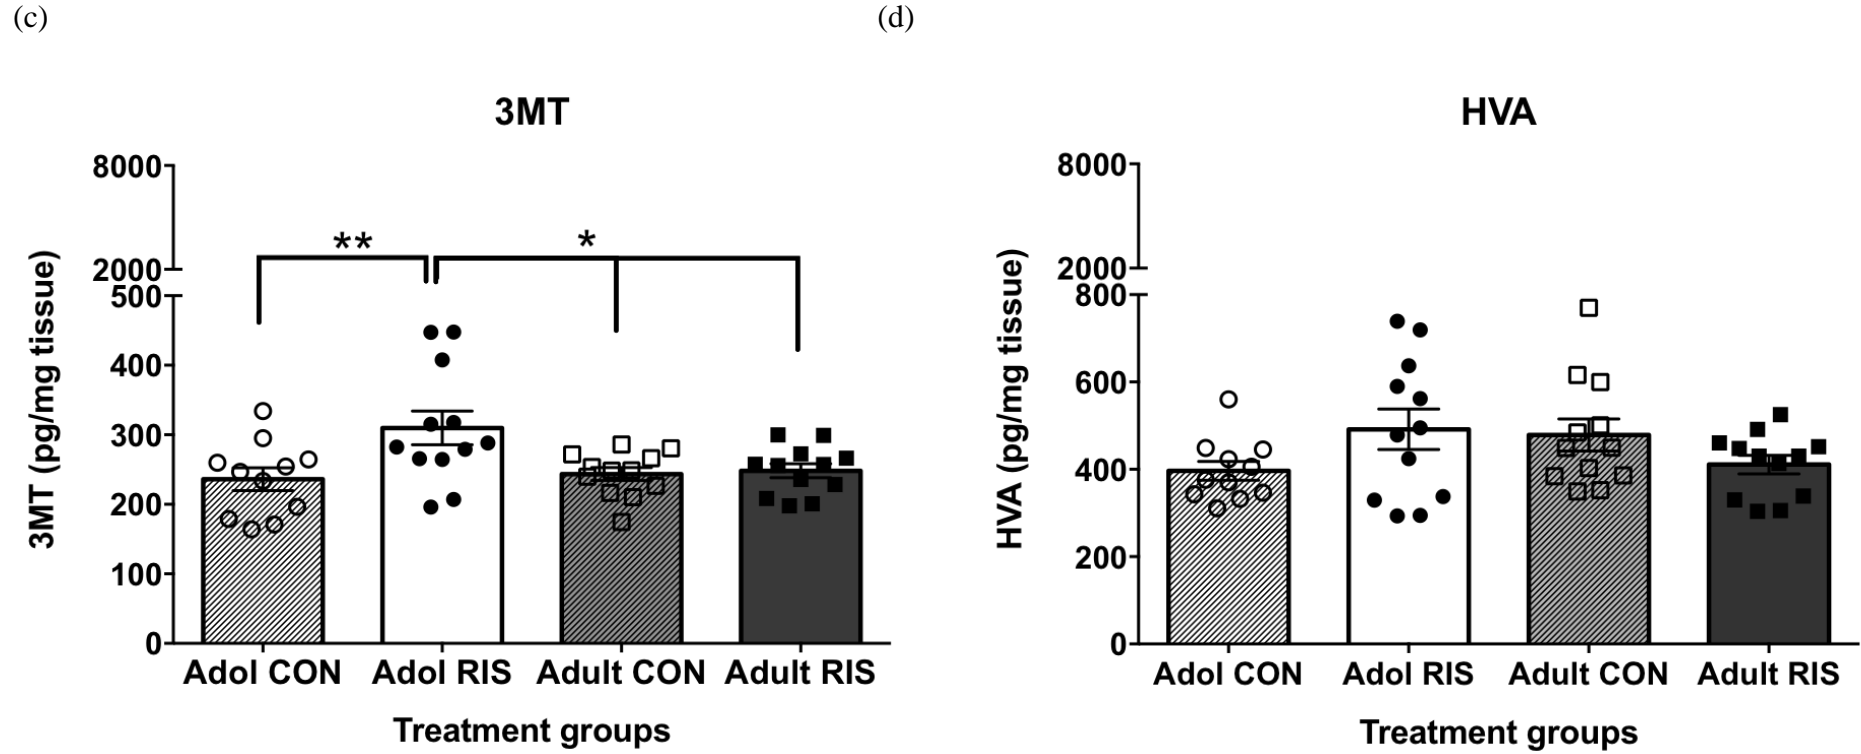 (c)
3MT
8000
2000
500
400
300
200
100
0
3MT (pg/mg tissue)
**
*
Adol CON Adol RIS Adult CON Adult RIS
Treatment groups
(d)
HVA
8000
2000
800
600
400
200
0
HVA (pg/mg tissue)
Adol CON Adol RIS Adult CON Adult RIS
Treatment groups